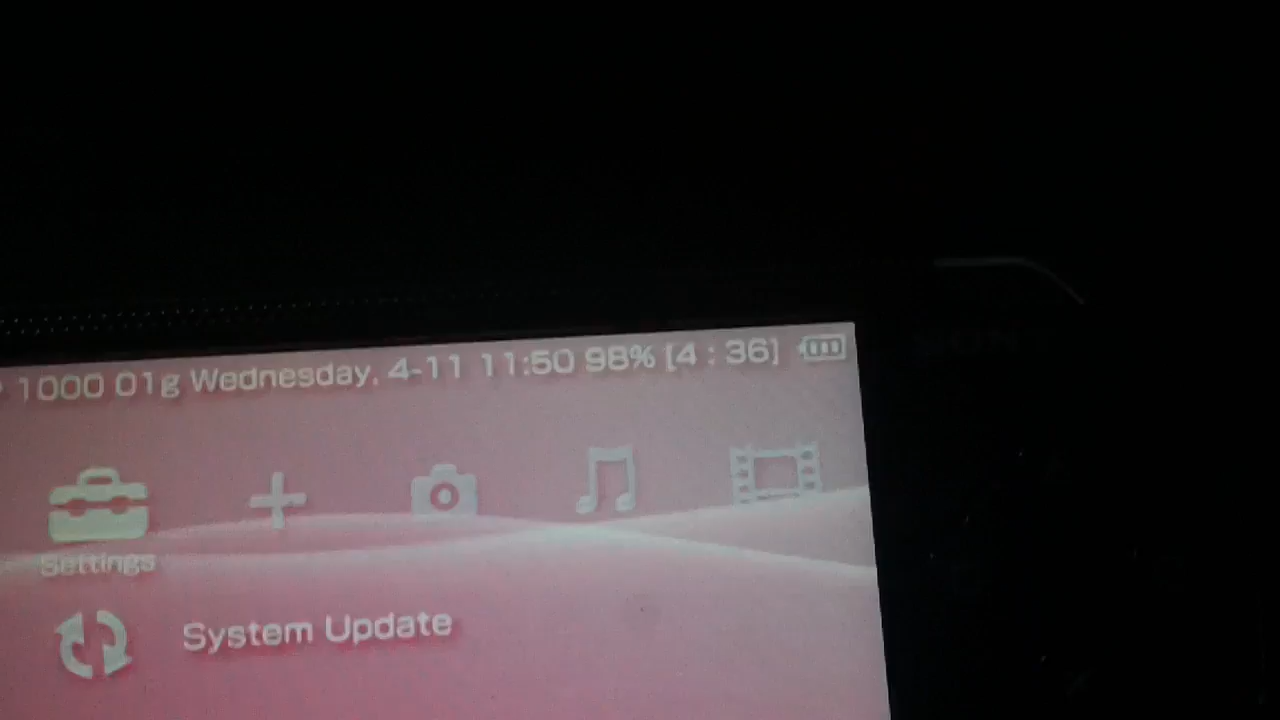 1000 01g Wednesday, 4-11 11:50 98% [4 : 36]
Settings
System Update